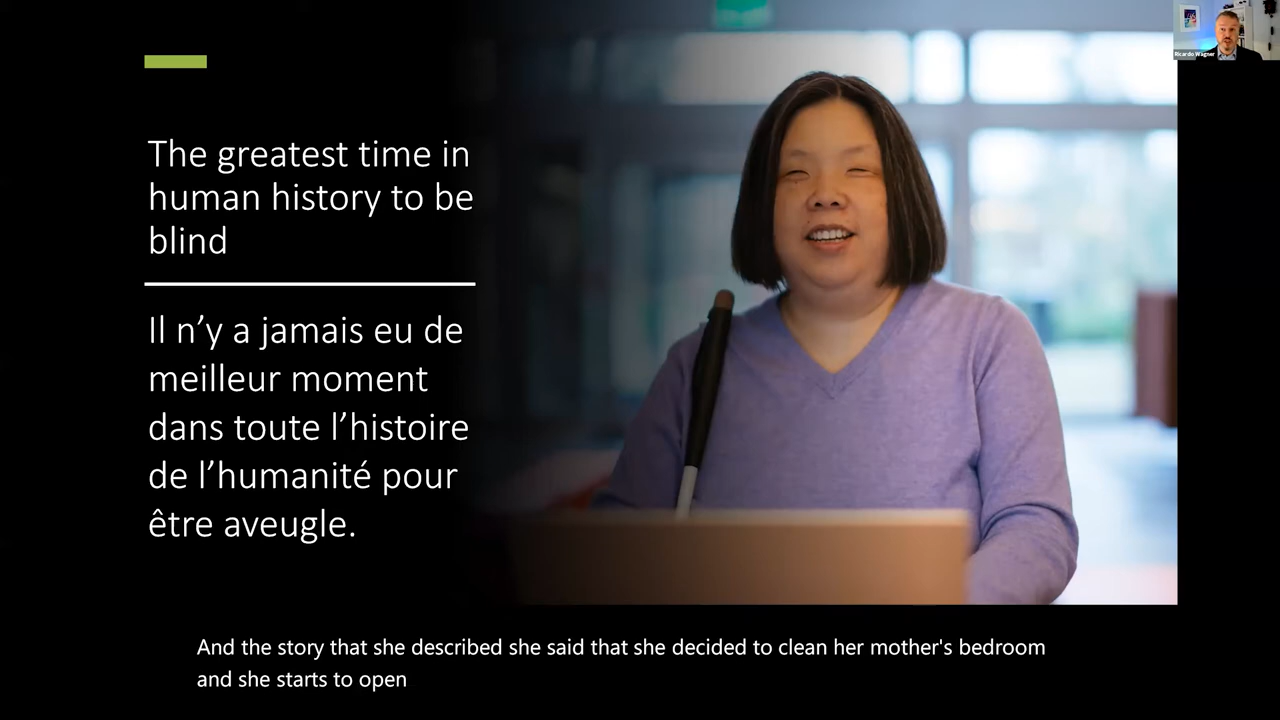 Ricardo Wagner
The greatest time in
human history to be
blind
Il n’y a jamais eu de
meilleur moment
dans toute l’histoire
de l’humanité pour
être aveugle.
And the story that she described she said that she decided to clean her mother's bedroom
and she starts to open